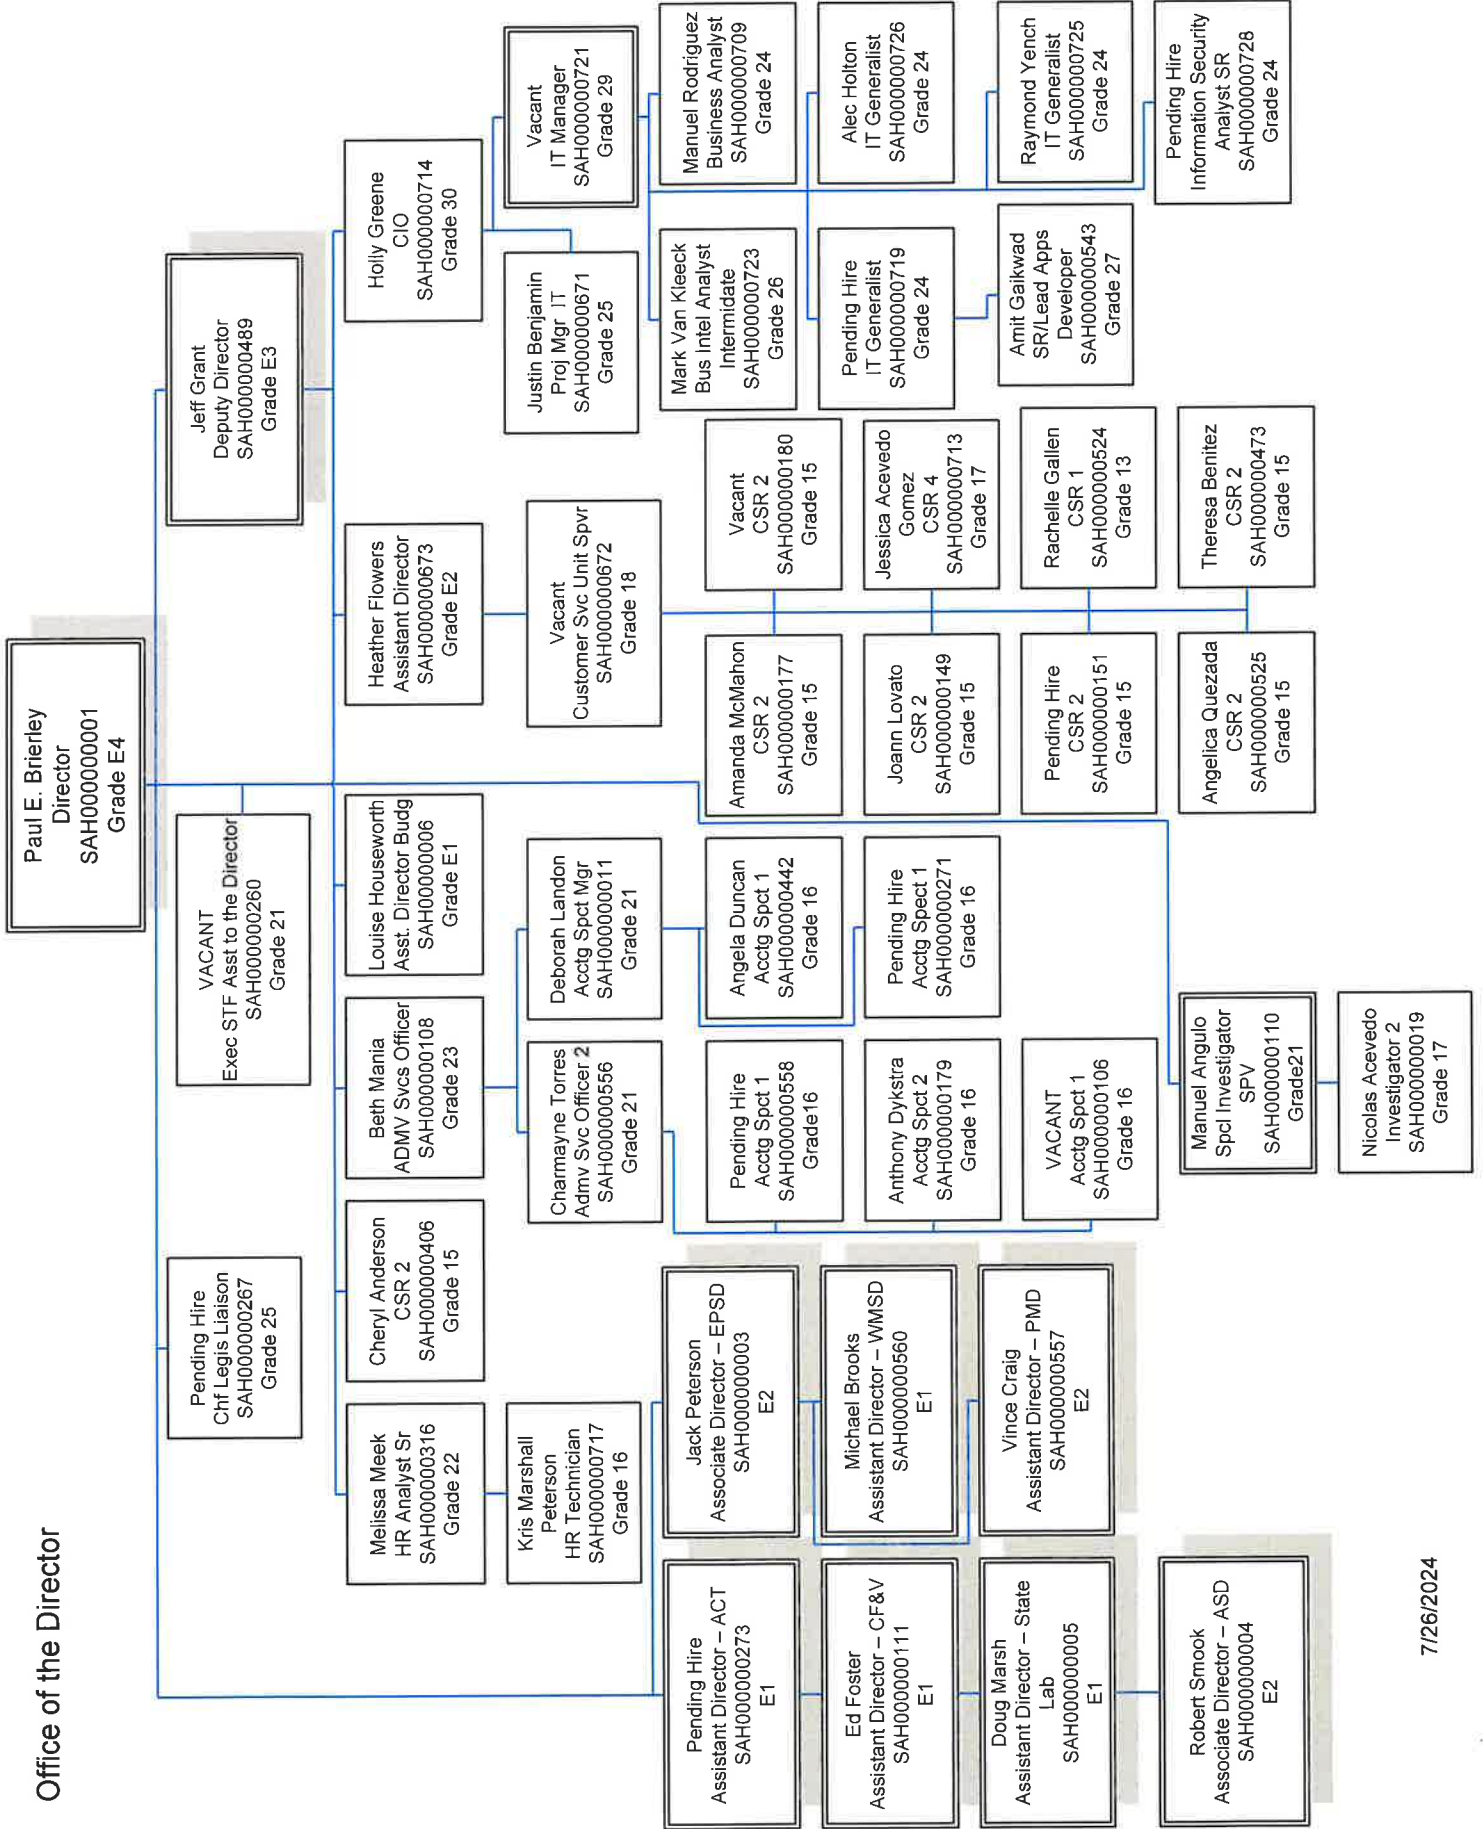 Office of the Director
Paul E. Brierley
Director
SAH000000001
Grade E4
Pending Hire
Chf Legis Liaison
SAH000000267
Grade 25
VACANT
Exec STF Asst to the Director
SAH000000260
Grade 21
Jeff Grant
Deputy Director
SAH000000489
Grade E3
Melissa Meek
HR Analyst Sr
SAH000000316
Grade 22
Cheryl Anderson
CSR 2
SAH000000406
Grade 15
Beth Mania
ADMV Svcs Officer
SAH000000108
Grade 23
Louise Houseworth
Asst. Director Budg
SAH000000006
Grade E1
Heather Flowers
Assistant Director
SAH000000673
Grade E2
Holly Greene
CIO
SAH000000714
Grade 30
Kris Marshall
Peterson
HR Technician
SAH000000717
Grade 16
Charmayne Torres
Admv Svc Officer 2
SAH000000556
Grade 21
Deborah Landon
Acctg Spct Mgr
SAH000000011
Grade 21
Vacant
Customer Svc Unit Spvr
SAH000000672
Grade 18
Justin Benjamin
Proj Mgr IT
SAH000000671
Grade 25
Vacant
IT Manager
SAH000000721
Grade 29
Pending Hire
Assistant Director – ACT
SAH000000273
E1
Jack Peterson
Associate Director – EPSD
SAH000000003
E2
Pending Hire
Acctg Spct 1
SAH000000558
Grade16
Angela Duncan
Acctg Spct 1
SAH000000442
Grade 16
Amanda McMahon
CSR 2
SAH000000177
Grade 15
Vacant
CSR 2
SAH000000180
Grade 15
Mark Van Kleeck
Bus Intel Analyst
Intermidate
SAH000000723
Grade 26
Manuel Rodriguez
Business Analyst
SAH000000709
Grade 24
Ed Foster
Assistant Director – CF&V
SAH000000111
E1
Michael Brooks
Assistant Director – WMSD
SAH000000560
E1
Anthony Dykstra
Acctg Spct 2
SAH000000179
Grade 16
Pending Hire
Acctg Spect 1
SAH000000271
Grade 16
Joann Lovato
CSR 2
SAH000000149
Grade 15
Jessica Acevedo
Gomez
CSR 4
SAH000000713
Grade 17
Pending Hire
IT Generalist
SAH000000719
Grade 24
Alec Holton
IT Generalist
SAH000000726
Grade 24
Doug Marsh
Assistant Director – State
Lab
SAH000000005
E1
Vince Craig
Assistant Director – PMD
SAH000000557
E2
VACANT
Acctg Spct 1
SAH000000106
Grade 16
Pending Hire
CSR 2
SAH000000151
Grade 15
Rachelle Gallen
CSR 1
SAH000000524
Grade 13
Amit Gaikwad
SR/Lead Apps
Developer
SAH000000543
Grade 27
Raymond Yench
IT Generalist
SAH000000725
Grade 24
Robert Smook
Associate Director – ASD
SAH000000004
E2
Manuel Angulo
Spcl Investigator
SPV
SAH000000110
Grade21
Angelica Quezada
CSR 2
SAH000000525
Grade 15
Theresa Benitez
CSR 2
SAH000000473
Grade 15
Pending Hire
Information Security
Analyst SR
SAH000000728
Grade 24
Nicolas Acevedo
Investigator 2
SAH000000019
Grade 17
7/26/2024